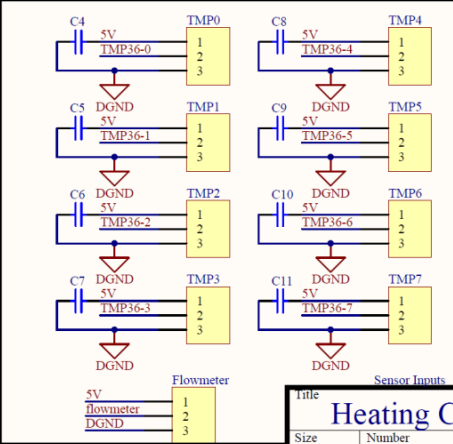 C4 TMP0
5V 1
TMP36-0 2
3
DGND
C8 TMP4
5V 1
TMP36-4 2
3
DGND
C5 TMP1
5V 1
TMP36-1 2
3
DGND
C9 TMP5
5V 1
TMP36-5 2
3
DGND
C6 TMP2
5V 1
TMP36-2 2
3
DGND
C10 TMP6
5V 1
TMP36-6 2
3
DGND
C7 TMP3
5V 1
TMP36-3 2
3
DGND
C11 TMP7
5V 1
TMP36-7 2
3
DGND
Flowmeter
5V 1
flowmeter 2
DGND 3
Sensor Inputs
Title
Heating C
Size Number